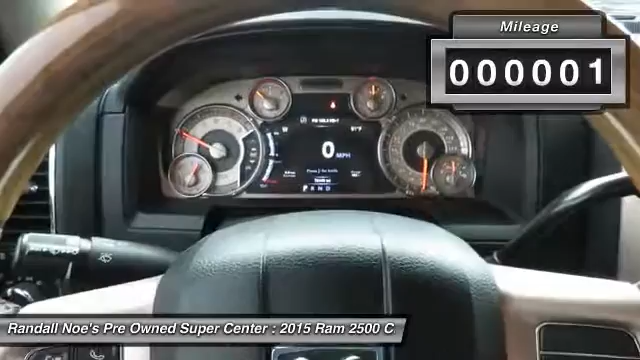 Mileage
000001
0 MPH
P R N D
Randall Noe's Pre Owned Super Center : 2015 Ram 2500 C